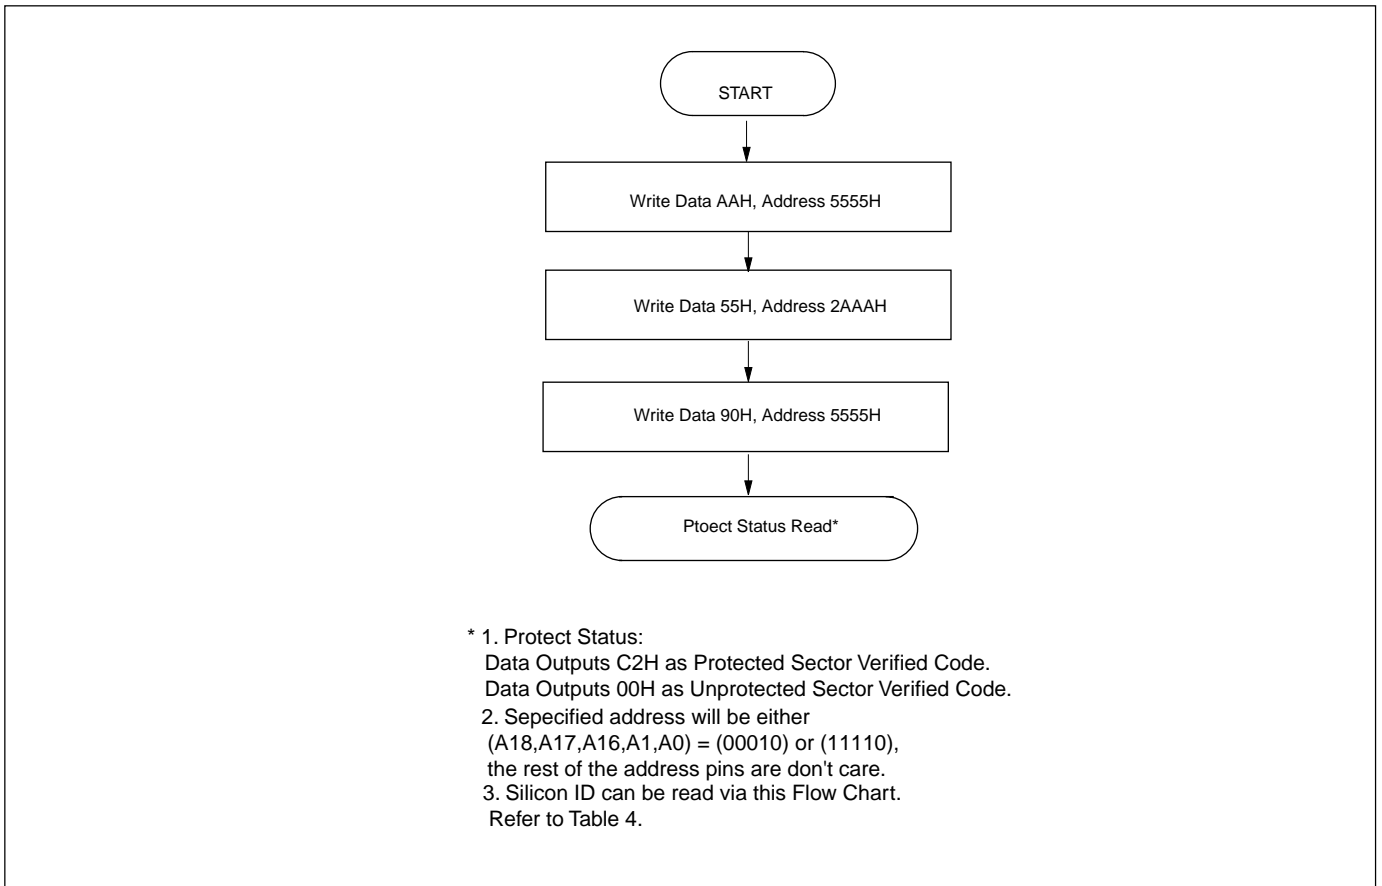 START
Write Data AAH, Address 5555H
Write Data 55H, Address 2AAAH
Write Data 90H, Address 5555H
Ptoect Status Read*
* 1. Protect Status:
Data Outputs C2H as Protected Sector Verified Code.
Data Outputs 00H as Unprotected Sector Verified Code.
2. Sepecified address will be either
(A18,A17,A16,A1,A0) = (00010) or (11110),
the rest of the address pins are don't care.
3. Silicon ID can be read via this Flow Chart.
Refer to Table 4.